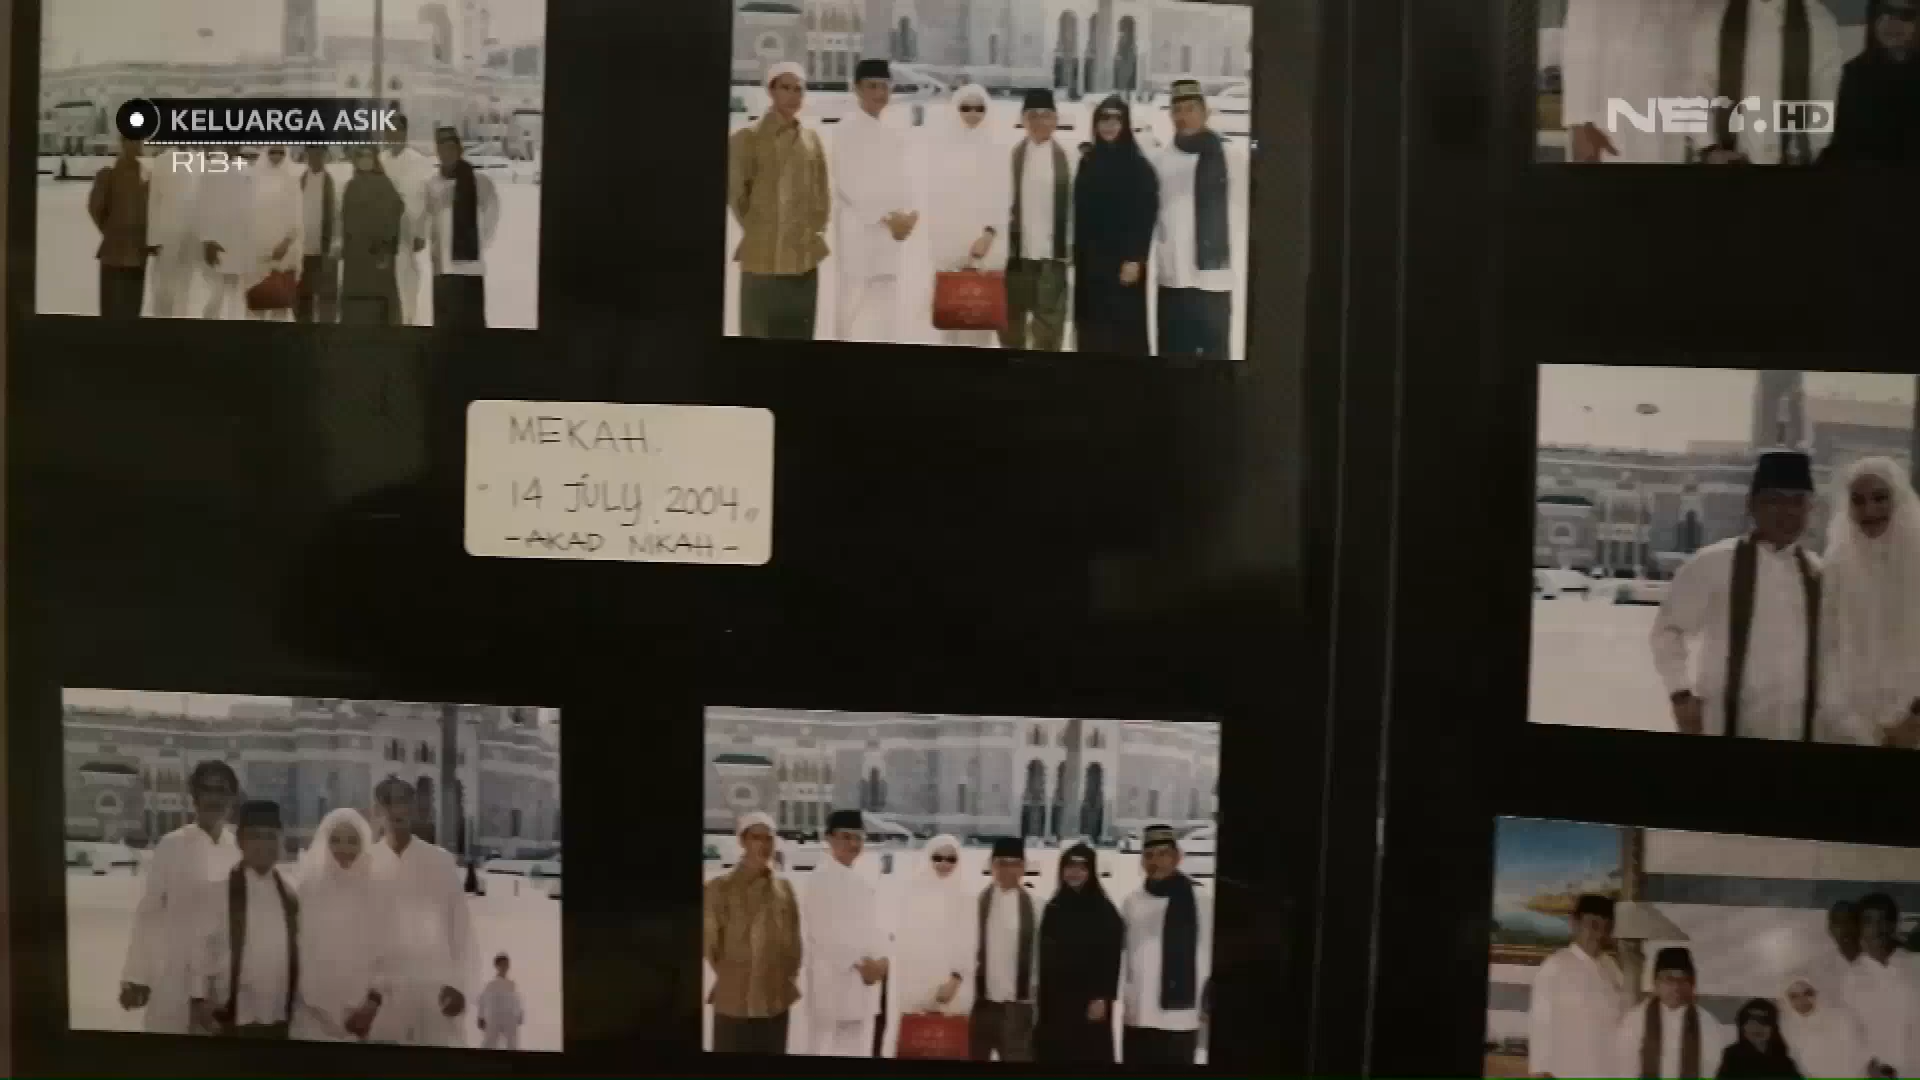 KELUARGA ASIK
R13+
NET. HD
MEKAH.
- 14 JULY 2004,,
- AKAD NIKAH -